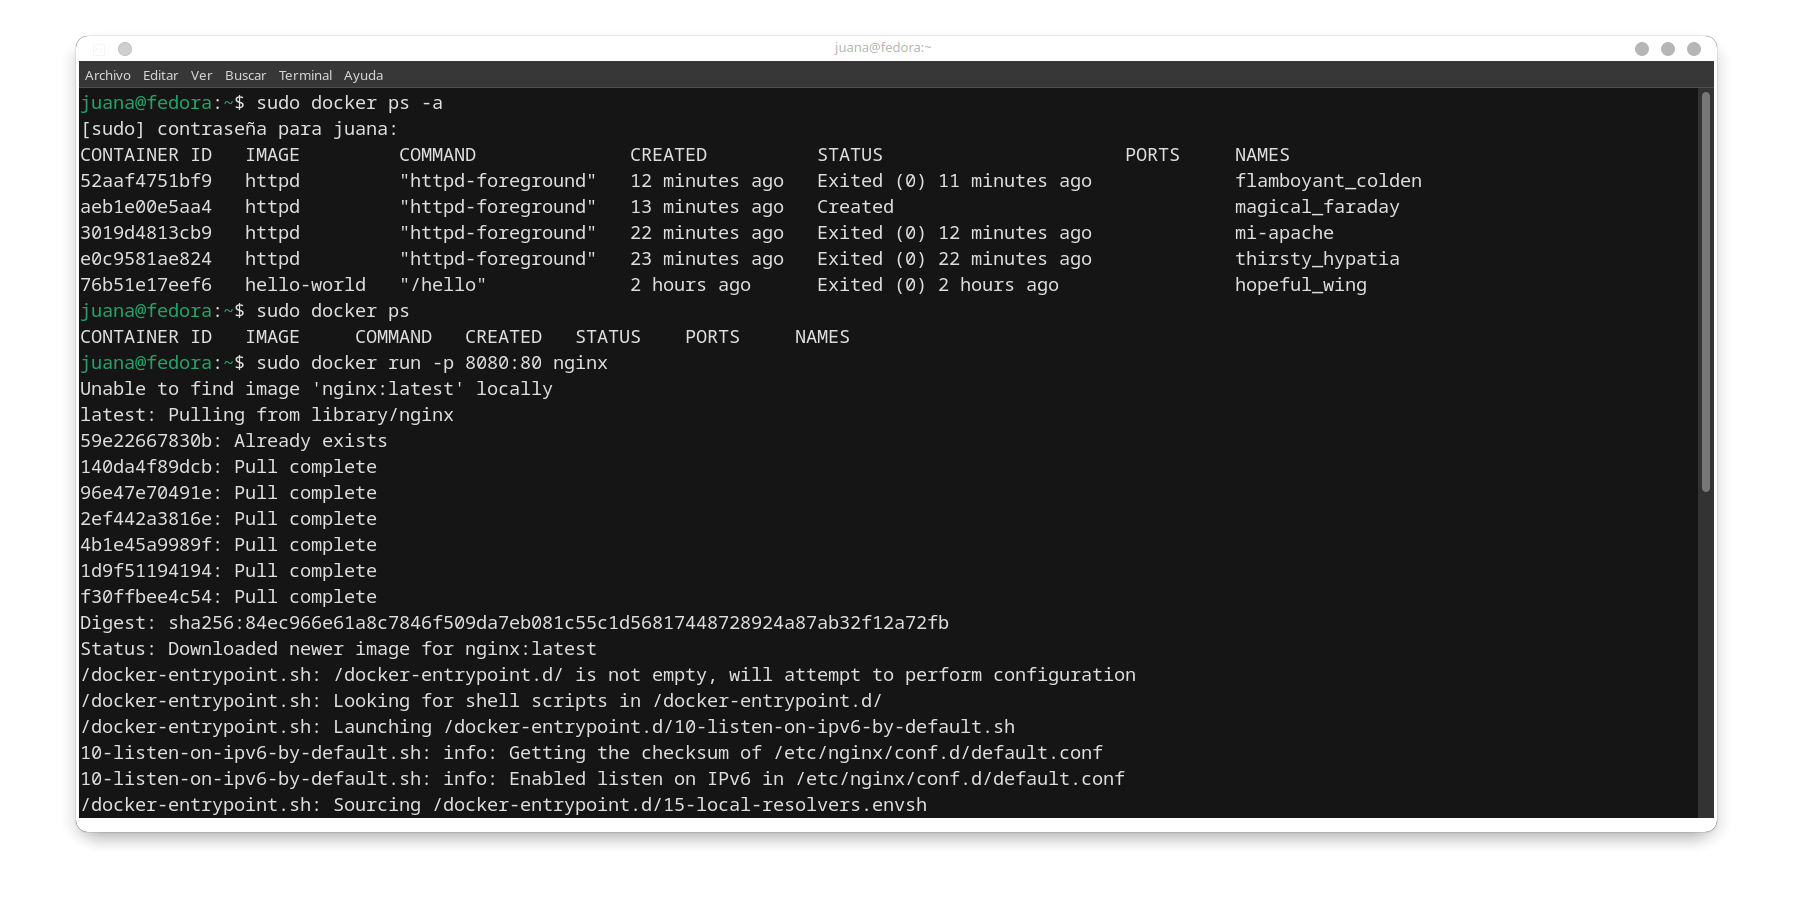 juana@fedora:~
Archivo Editar Ver Buscar Terminal Ayuda
juana@fedora:~$ sudo docker ps -a
[sudo] contraseña para juana:
CONTAINER ID   IMAGE         COMMAND              CREATED          STATUS                      PORTS     NAMES
52aaf4751bf9   httpd         "httpd-foreground"   12 minutes ago   Exited (0) 11 minutes ago             flamboyant_colden
aeb1e00e5aa4   httpd         "httpd-foreground"   13 minutes ago   Created                               magical_faraday
3019d4813cb9   httpd         "httpd-foreground"   22 minutes ago   Exited (0) 12 minutes ago             mi-apache
e0c9581ae824   httpd         "httpd-foreground"   23 minutes ago   Exited (0) 22 minutes ago             thirsty_hypatia
76b51e17eef6   hello-world   "/hello"             2 hours ago      Exited (0) 2 hours ago                hopeful_wing
juana@fedora:~$ sudo docker ps
CONTAINER ID   IMAGE     COMMAND   CREATED   STATUS    PORTS     NAMES
juana@fedora:~$ sudo docker run -p 8080:80 nginx
Unable to find image 'nginx:latest' locally
latest: Pulling from library/nginx
59e22667830b: Already exists
140da4f89dcb: Pull complete
96e47e70491e: Pull complete
2ef442a3816e: Pull complete
4b1e45a9989f: Pull complete
1d9f51194194: Pull complete
f30ffbee4c54: Pull complete
Digest: sha256:84ec966e61a8c7846f509da7eb081c55c1d56817448728924a87ab32f12a72fb
Status: Downloaded newer image for nginx:latest
/docker-entrypoint.sh: /docker-entrypoint.d/ is not empty, will attempt to perform configuration
/docker-entrypoint.sh: Looking for shell scripts in /docker-entrypoint.d/
/docker-entrypoint.sh: Launching /docker-entrypoint.d/10-listen-on-ipv6-by-default.sh
10-listen-on-ipv6-by-default.sh: info: Getting the checksum of /etc/nginx/conf.d/default.conf
10-listen-on-ipv6-by-default.sh: info: Enabled listen on IPv6 in /etc/nginx/conf.d/default.conf
/docker-entrypoint.sh: Sourcing /docker-entrypoint.d/15-local-resolvers.envsh